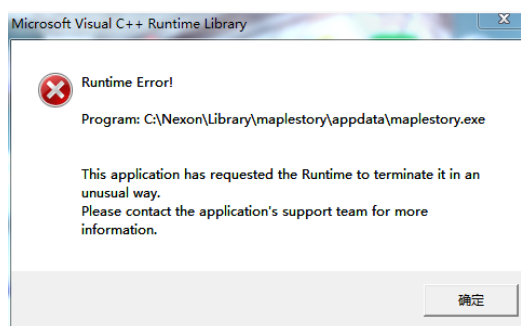 Microsoft Visual C++ Runtime Library
Runtime Error!
Program: C:\Nexon\Library\maplestory\appdata\maplestory.exe
This application has requested the Runtime to terminate it in an
unusual way.
Please contact the application's support team for more
information.
确定